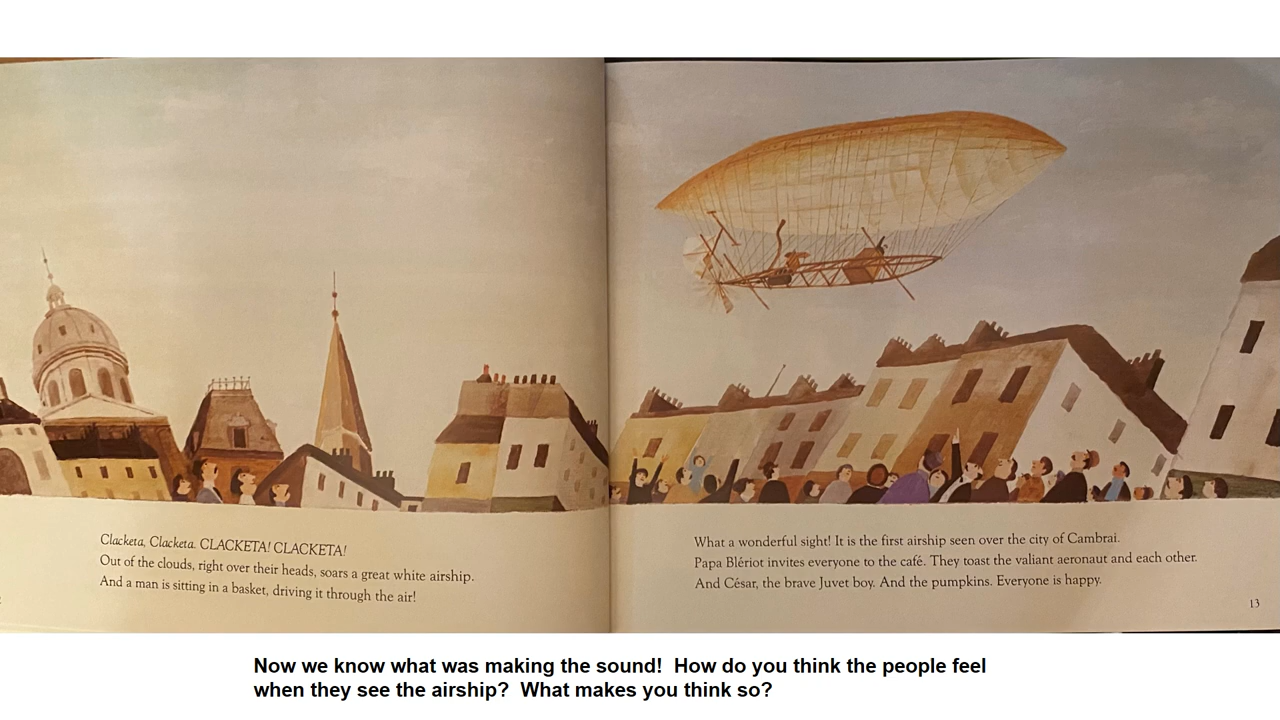 Clacketa, Clacketa. CLACKETA! CLACKETA!
Out of the clouds, right over their heads, soars a great white airship.
And a man is sitting in a basket, driving it through the air!
What a wonderful sight! It is the first airship seen over the city of Cambrai.
Papa Blériot invites everyone to the café. They toast the valiant aeronaut and each other.
And César, the brave Juvet boy. And the pumpkins. Everyone is happy.
13
Now we know what was making the sound!  How do you think the people feel
when they see the airship?  What makes you think so?